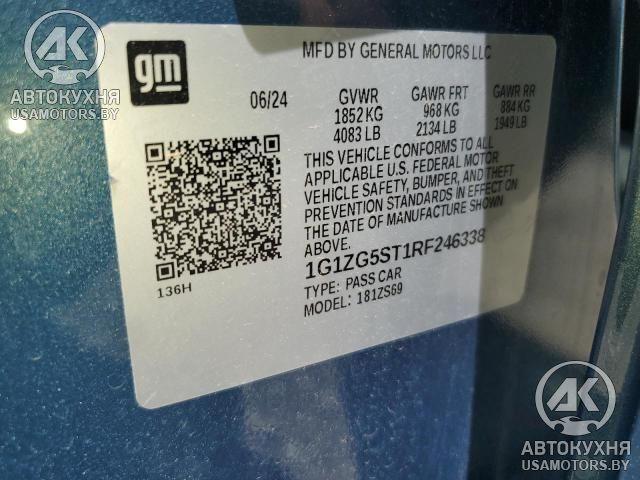 АВТОКУХНЯ
USAMOTORS.BY
gm
MFD BY GENERAL MOTORS LLC
06/24 GVWR GAWR FRT GAWR RR
1852 KG 968 KG 884 KG
4083 LB 2134 LB 1949 LB
THIS VEHICLE CONFORMS TO ALL
APPLICABLE U.S. FEDERAL MOTOR
VEHICLE SAFETY, BUMPER, AND THEFT
PREVENTION STANDARDS IN EFFECT ON
THE DATE OF MANUFACTURE SHOWN
ABOVE.
1G1ZG5ST1RF246338
136H
TYPE: PASS CAR
MODEL: 181ZS69
АК
АВТОКУХНЯ
USAMOTORS.BY